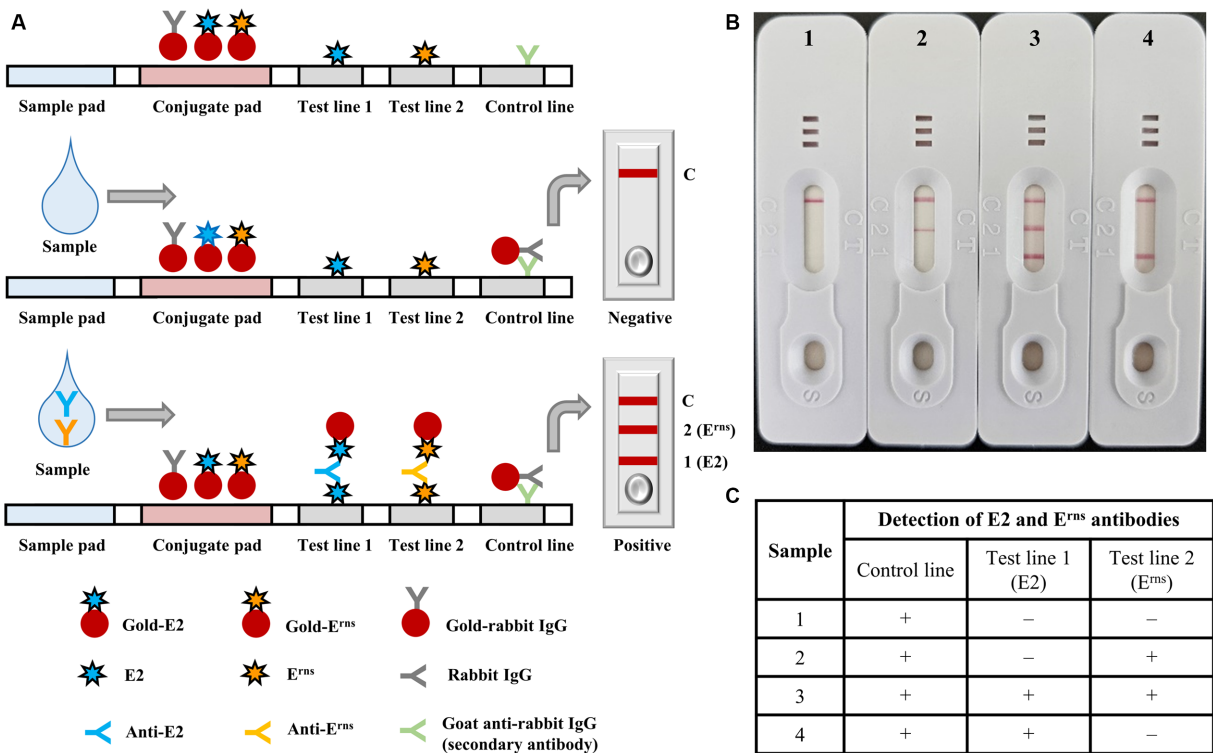 A
Sample pad
Conjugate pad
Test line 1
Test line 2
Control line
Sample
C
Sample pad
Conjugate pad
Test line 1
Test line 2
Control line
Negative
Sample
C
2 (Eʳⁿˢ)
1 (E2)
Sample pad
Conjugate pad
Test line 1
Test line 2
Control line
Positive
Gold-E2
Gold-Eʳⁿˢ
Gold-rabbit IgG
E2
Eʳⁿˢ
Rabbit IgG
Anti-E2
Anti-Eʳⁿˢ
Goat anti-rabbit IgG
(secondary antibody)
B
1
2
3
4
C 2 1
C T
C 2 1
C T
C 2 1
C T
C 2 1
C T
S
S
S
S
C
Sample
Detection of E2 and Eʳⁿˢ antibodies
Control line
Test line 1
(E2)
Test line 2
(Eʳⁿˢ)
1 + – –
2 + – +
3 + + +
4 + + –